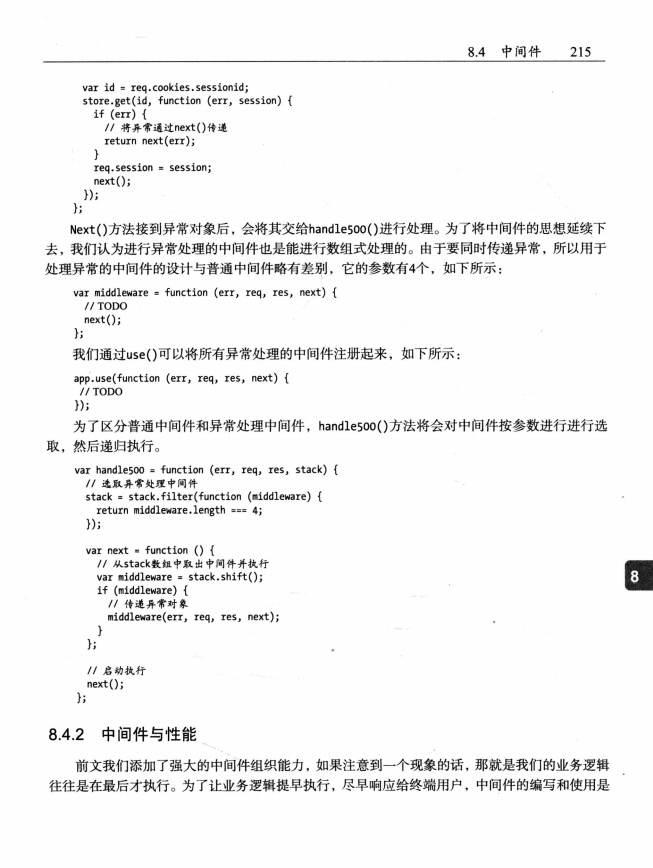 8.4 中间件 215
var id = req.cookies.sessionid;
store.get(id, function (err, session) {
if (err) {
// 将异常通过next()传递
return next(err);
}
req.session = session;
next();
});
};
Next()方法接到异常对象后，会将其交给handle500()进行处理。为了将中间件的思想延续下
去，我们认为进行异常处理的中间件也是能进行数组式处理的。由于要同时传递异常，所以用于
处理异常的中间件的设计与普通中间件略有差别，它的参数有4个，如下所示：
var middleware = function (err, req, res, next) {
// TODO
next();
};
我们通过use()可以将所有异常处理的中间件注册起来，如下所示：
app.use(function (err, req, res, next) {
// TODO
});
为了区分普通中间件和异常处理中间件，handle500()方法将会对中间件按参数进行进行选
取，然后递归执行。
var handle500 = function (err, req, res, stack) {
// 选取异常处理中间件
stack = stack.filter(function (middleware) {
return middleware.length === 4;
});
var next = function () {
// 从stack数组中取出中间件并执行
var middleware = stack.shift();
if (middleware) {
// 传递异常对象
middleware(err, req, res, next);
}
};
// 启动执行
next();
};
8
8.4.2 中间件与性能
前文我们添加了强大的中间件组织能力，如果注意到一个现象的话，那就是我们的业务逻辑
往往是在最后才执行。为了让业务逻辑提早执行，尽早响应给终端用户，中间件的编写和使用是